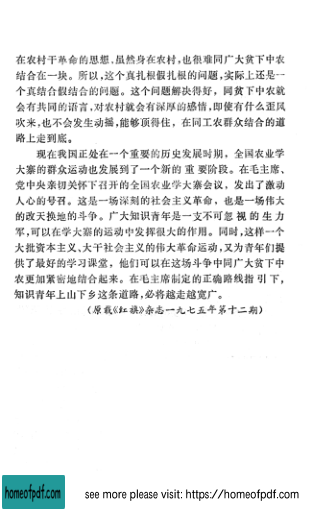 在农村干革命的思想,虽然身在农村,也很难同广大贫下中农
结合在一块。所以,这个真扎根假扎根的问题,实际上还是一
个真结合假结合的问题。这个问题解决得好,同贫下中农就
会有共同的语言,对农村就会有深厚的感情,即使有什么歪风
吹来,也不会发生动摇,能够顶得住,在同工农群众结合的道
路上走到底。
现在我国正处在一个重要的历史发展时期,全国农业学
大寨的群众运动也发展到了一个新的重要阶段。在毛主席、
党中央亲切关怀下召开的全国农业学大寨会议,发出了激动
人心的号召。这是一场深刻的社会主义革命,也是一场伟大
的改天换地的斗争。广大知识青年是一支不可忽视的生力
军,可以在学大寨的运动中发挥很大的作用。同时,这样一个
大批资本主义、大干社会主义的伟大革命运动,又为青年们提
供了最好的学习课堂,他们可以在这场斗争中同广大贫下中
农更加紧密地结合起来。在毛主席制定的正确路线指引下,
知识青年上山下乡这条道路,必将越走越宽广。
(原载《红旗》杂志一九七五年第十二期)
homeofpdf.com
see more please visit: https://homeofpdf.com